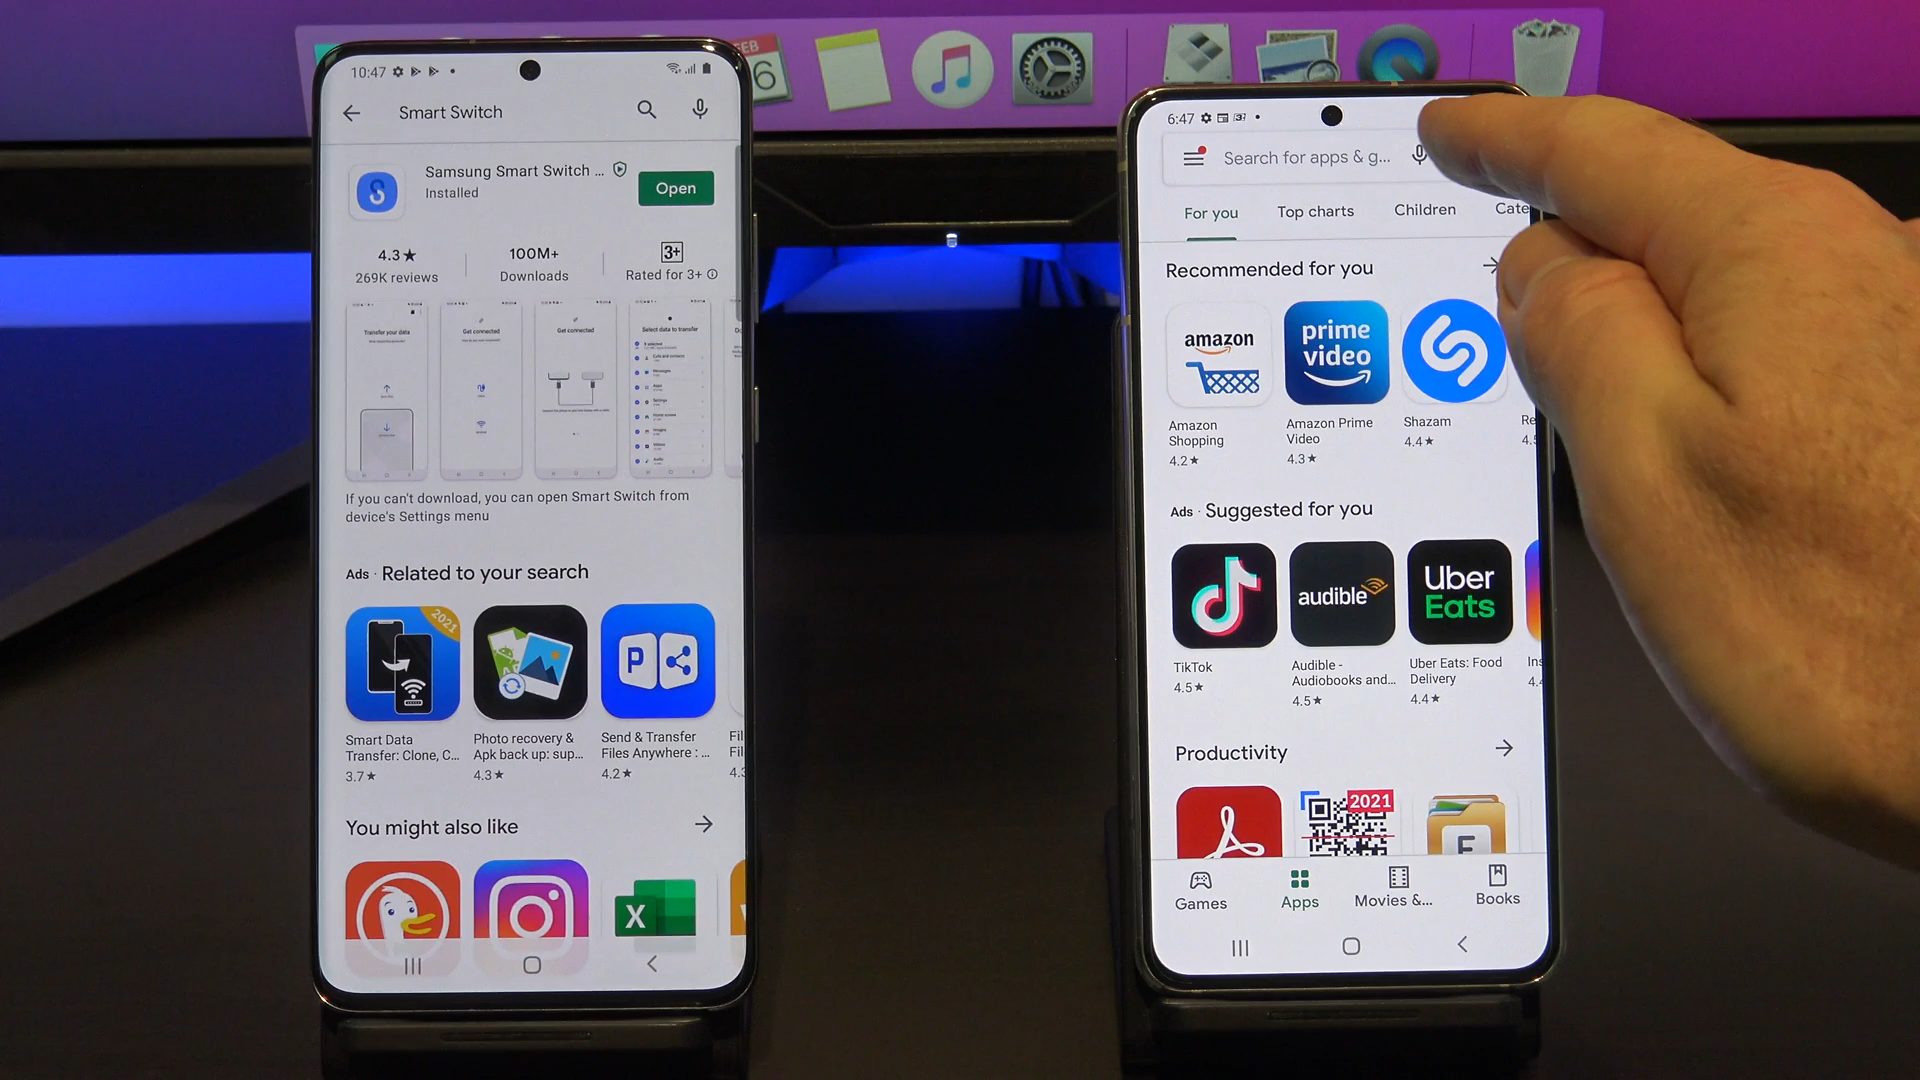 FEB
6
10:47
Smart Switch
Samsung Smart Switch ...
Installed
Open
4.3★
269K reviews
100M+
Downloads
3+
Rated for 3+
Transfer your data
Get connected
Get connected
Select data to transfer
If you can't download, you can open Smart Switch from
device's Settings menu
Ads · Related to your search
2021
P
Smart Data
Transfer: Clone, C...
3.7★
Photo recovery &
Apk back up: sup...
4.3★
Send & Transfer
Files Anywhere : ...
4.2★
Fil
Fil
4.3
You might also like
X
6:47
Search for apps & g...
For you
Top charts
Children
Cate
Recommended for you
amazon
prime
video
Amazon
Shopping
4.2★
Amazon Prime
Video
4.3★
Shazam
4.4★
Re
4.
Ads · Suggested for you
audible
Uber
Eats
TikTok
4.5★
Audible -
Audiobooks and...
4.5★
Uber Eats: Food
Delivery
4.4★
Ins
4.
Productivity
2021
E
Games
Apps
Movies &...
Books